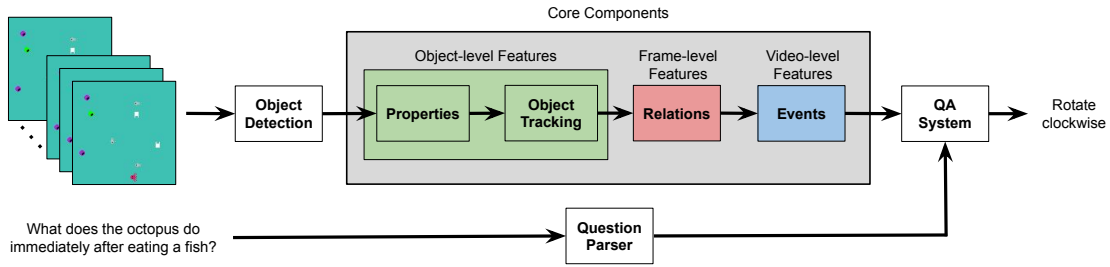 Core Components
Object-level Features
Frame-level
Features
Video-level
Features
Object
Detection
Properties
Object
Tracking
Relations
Events
QA
System
Rotate
clockwise
What does the octopus do
immediately after eating a fish?
Question
Parser